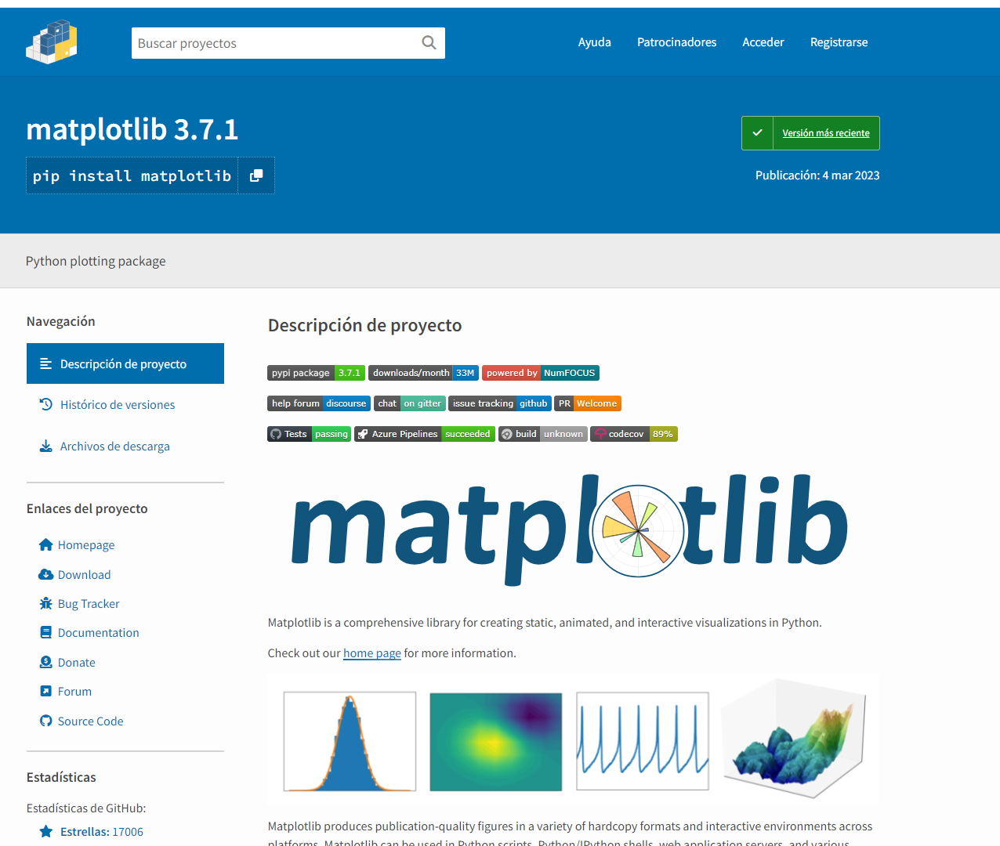 Buscar proyectos
Ayuda
Patrocinadores
Acceder
Registrarse
matplotlib 3.7.1
pip install matplotlib
Versión más reciente
Publicación: 4 mar 2023
Python plotting package
Navegación
Descripción de proyecto
Histórico de versiones
Archivos de descarga
Enlaces del proyecto
Homepage
Download
Bug Tracker
Documentation
Donate
Forum
Source Code
Estadísticas
Estadísticas de GitHub:
Estrellas: 17006
Descripción de proyecto
pypi package 3.7.1 downloads/month 33M powered by NumFOCUS
help forum discourse chat on gitter issue tracking github PR Welcome
Tests passing Azure Pipelines succeeded build unknown codecov 89%
matplotlib
Matplotlib is a comprehensive library for creating static, animated, and interactive visualizations in Python.
Check out our home page for more information.
Matplotlib produces publication-quality figures in a variety of hardcopy formats and interactive environments across
platforms. Matplotlib can be used in Python scripts, Python/IPython shells, web application servers, and various